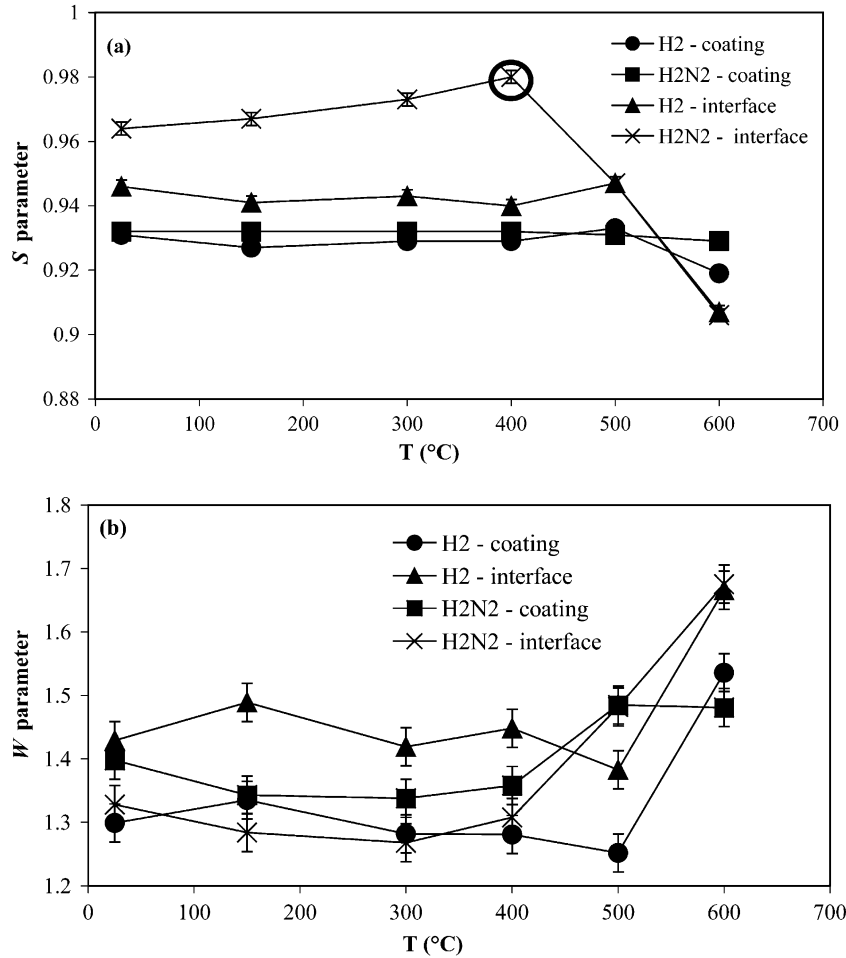 1
(a)
H2 - coating
H2N2 - coating
H2 - interface
H2N2 - interface
0.98
0.96
0.94
0.92
0.9
0.88
S parameter
0 100 200 300 400 500 600 700
T (°C)
1.8
(b)
H2 - coating
H2 - interface
H2N2 - coating
H2N2 - interface
1.7
1.6
1.5
1.4
1.3
1.2
W parameter
0 100 200 300 400 500 600 700
T (°C)